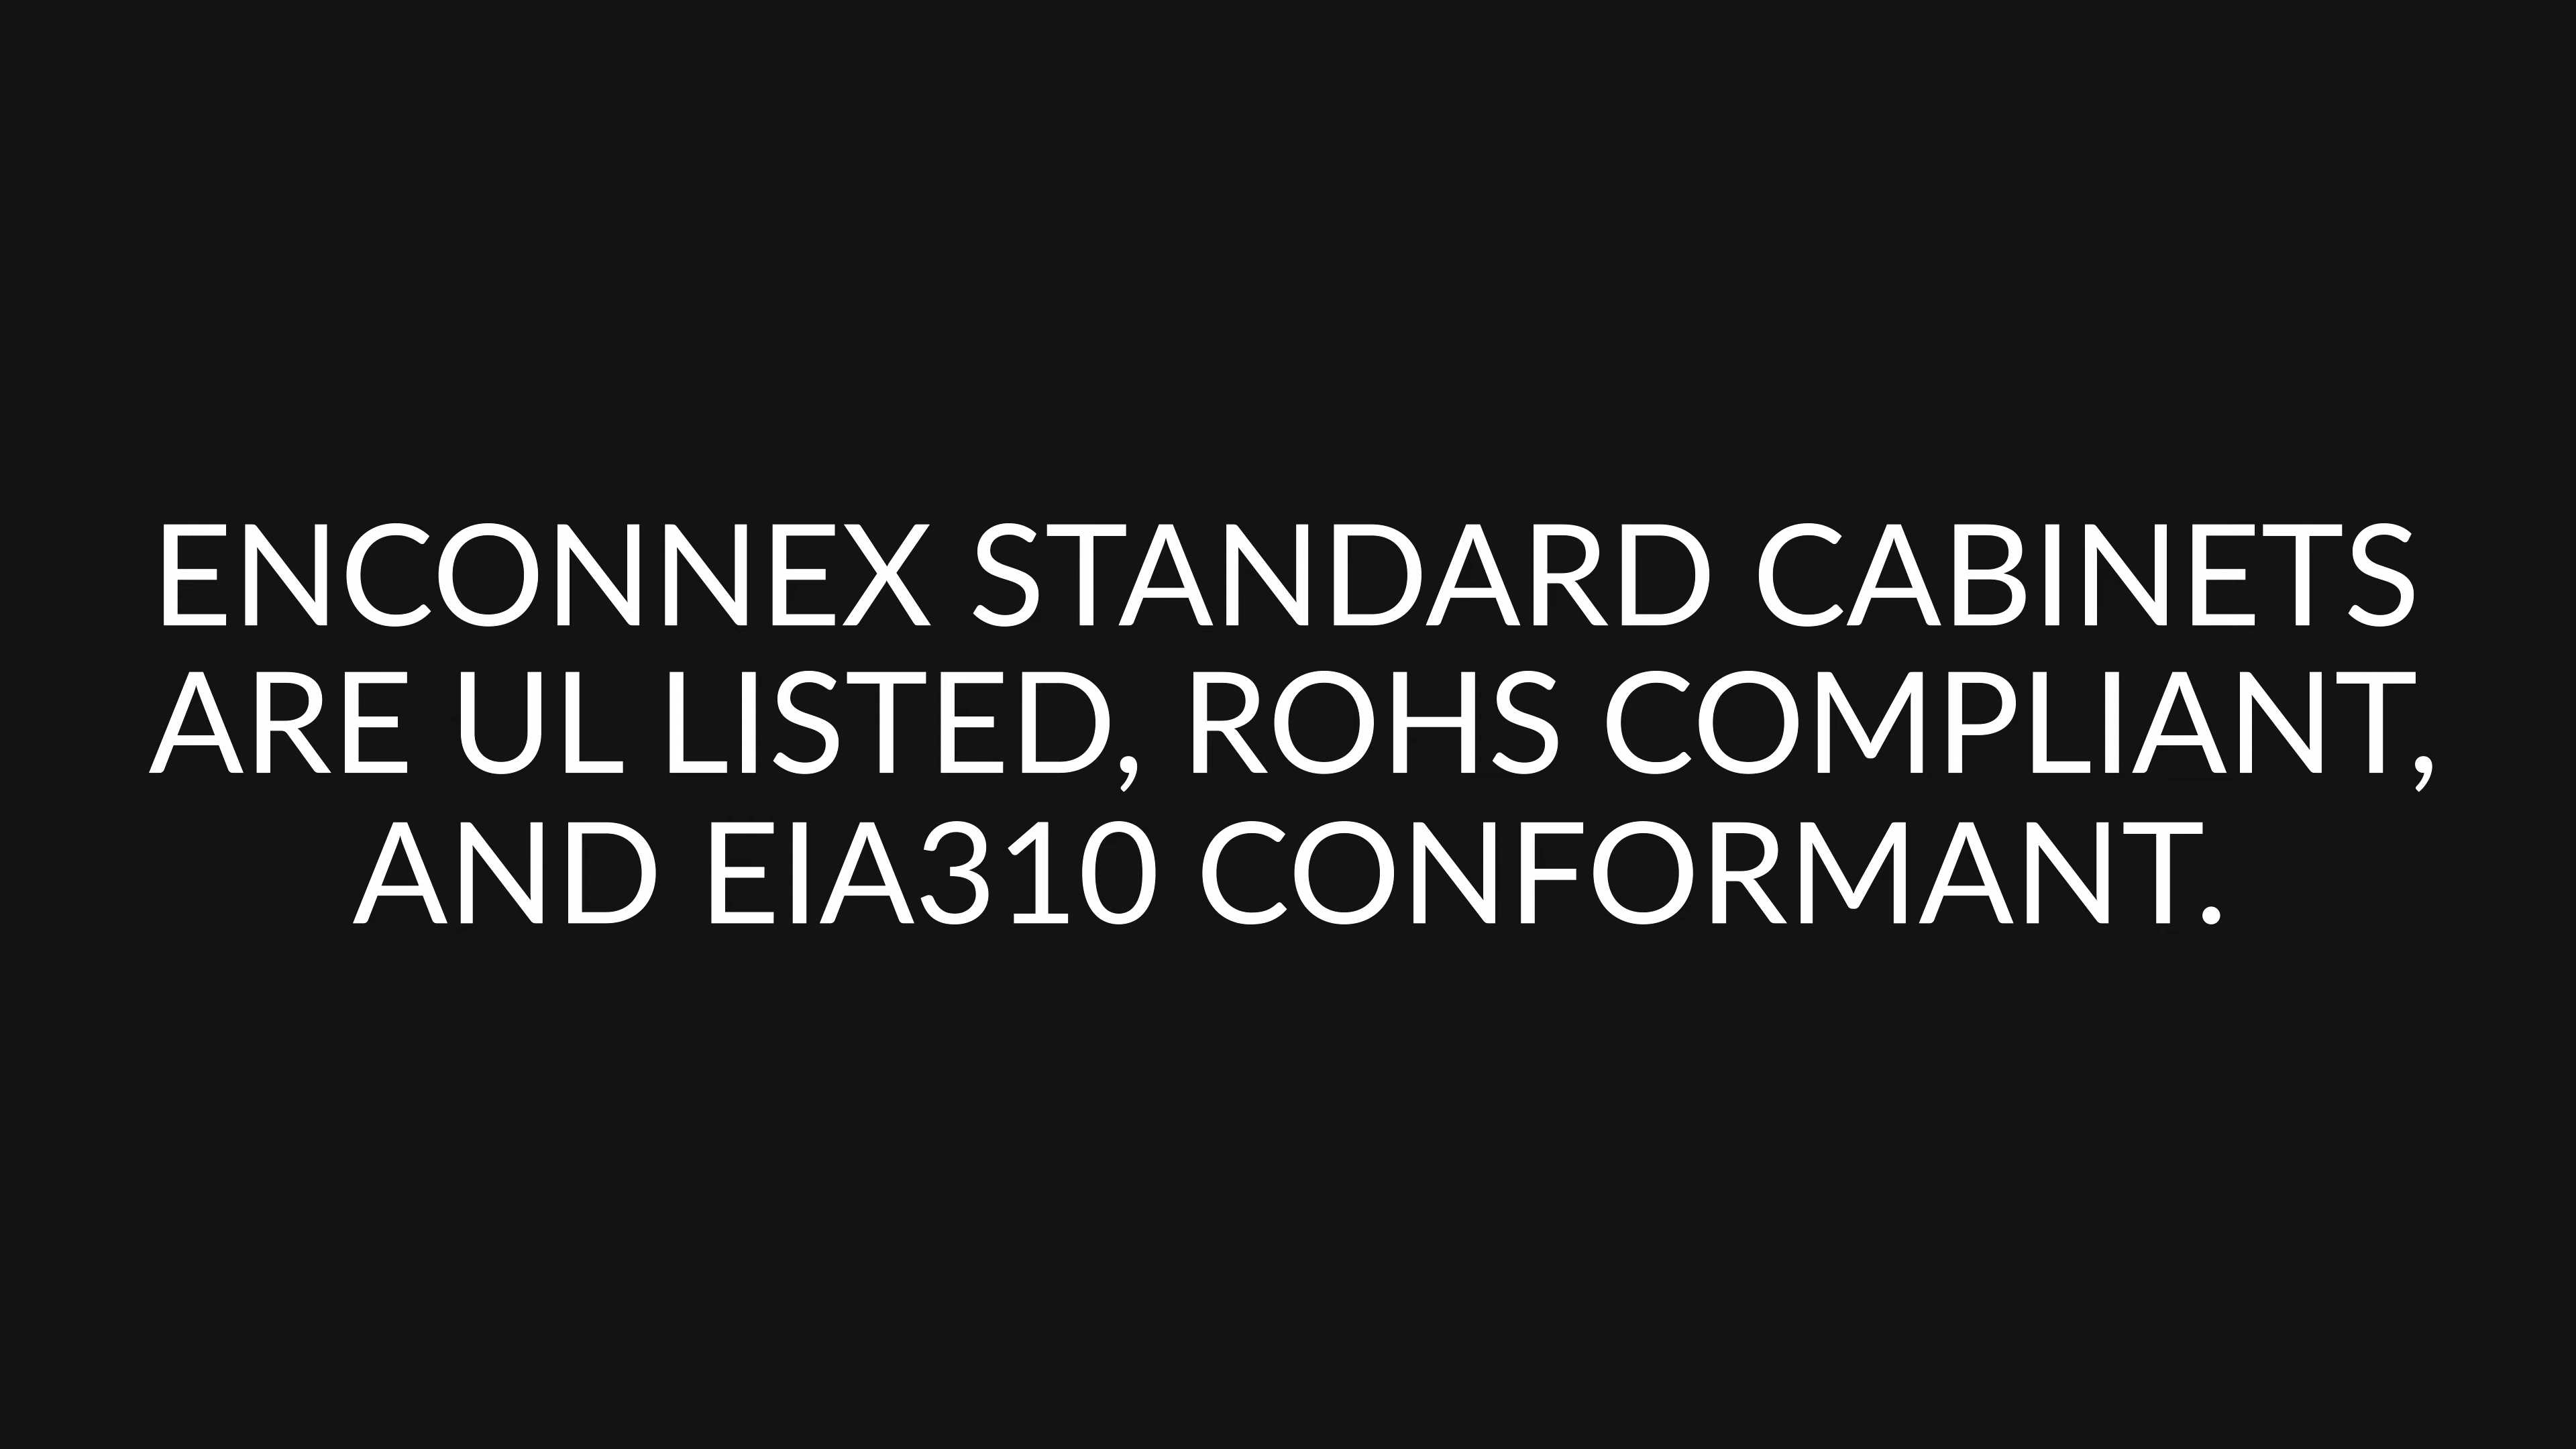 ENCONNEX STANDARD CABINETS
ARE UL LISTED, ROHS COMPLIANT,
AND EIA310 CONFORMANT.